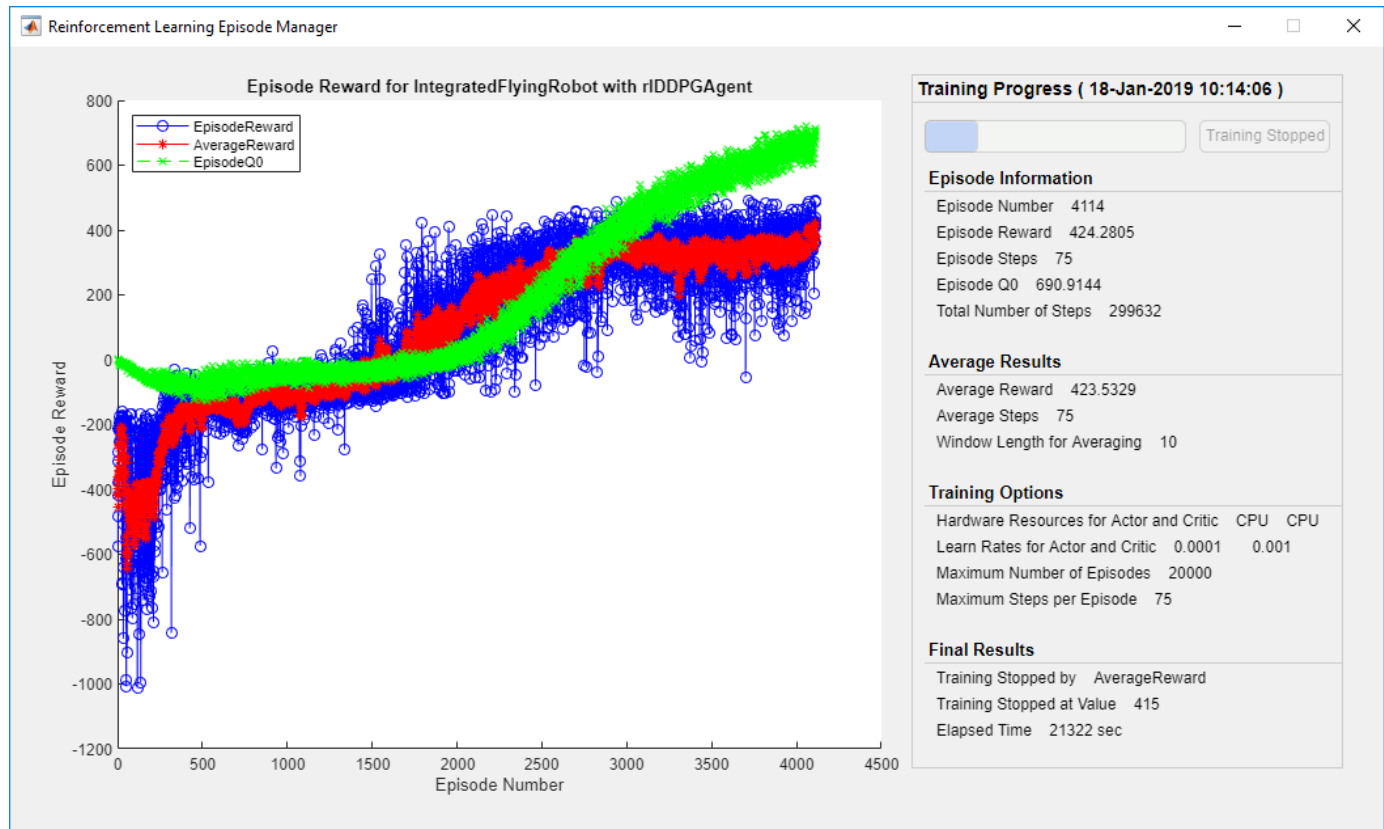 Reinforcement Learning Episode Manager
Episode Reward for IntegratedFlyingRobot with rlDDPGAgent
800
600
400
200
0
-200
-400
-600
-800
-1000
-1200
Episode Reward
EpisodeReward
AverageReward
EpisodeQ0
0 500 1000 1500 2000 2500 3000 3500 4000 4500
Episode Number
Training Progress ( 18-Jan-2019 10:14:06 )
Training Stopped
Episode Information
Episode Number 4114
Episode Reward 424.2805
Episode Steps 75
Episode Q0 690.9144
Total Number of Steps 299632
Average Results
Average Reward 423.5329
Average Steps 75
Window Length for Averaging 10
Training Options
Hardware Resources for Actor and Critic CPU CPU
Learn Rates for Actor and Critic 0.0001 0.001
Maximum Number of Episodes 20000
Maximum Steps per Episode 75
Final Results
Training Stopped by AverageReward
Training Stopped at Value 415
Elapsed Time 21322 sec